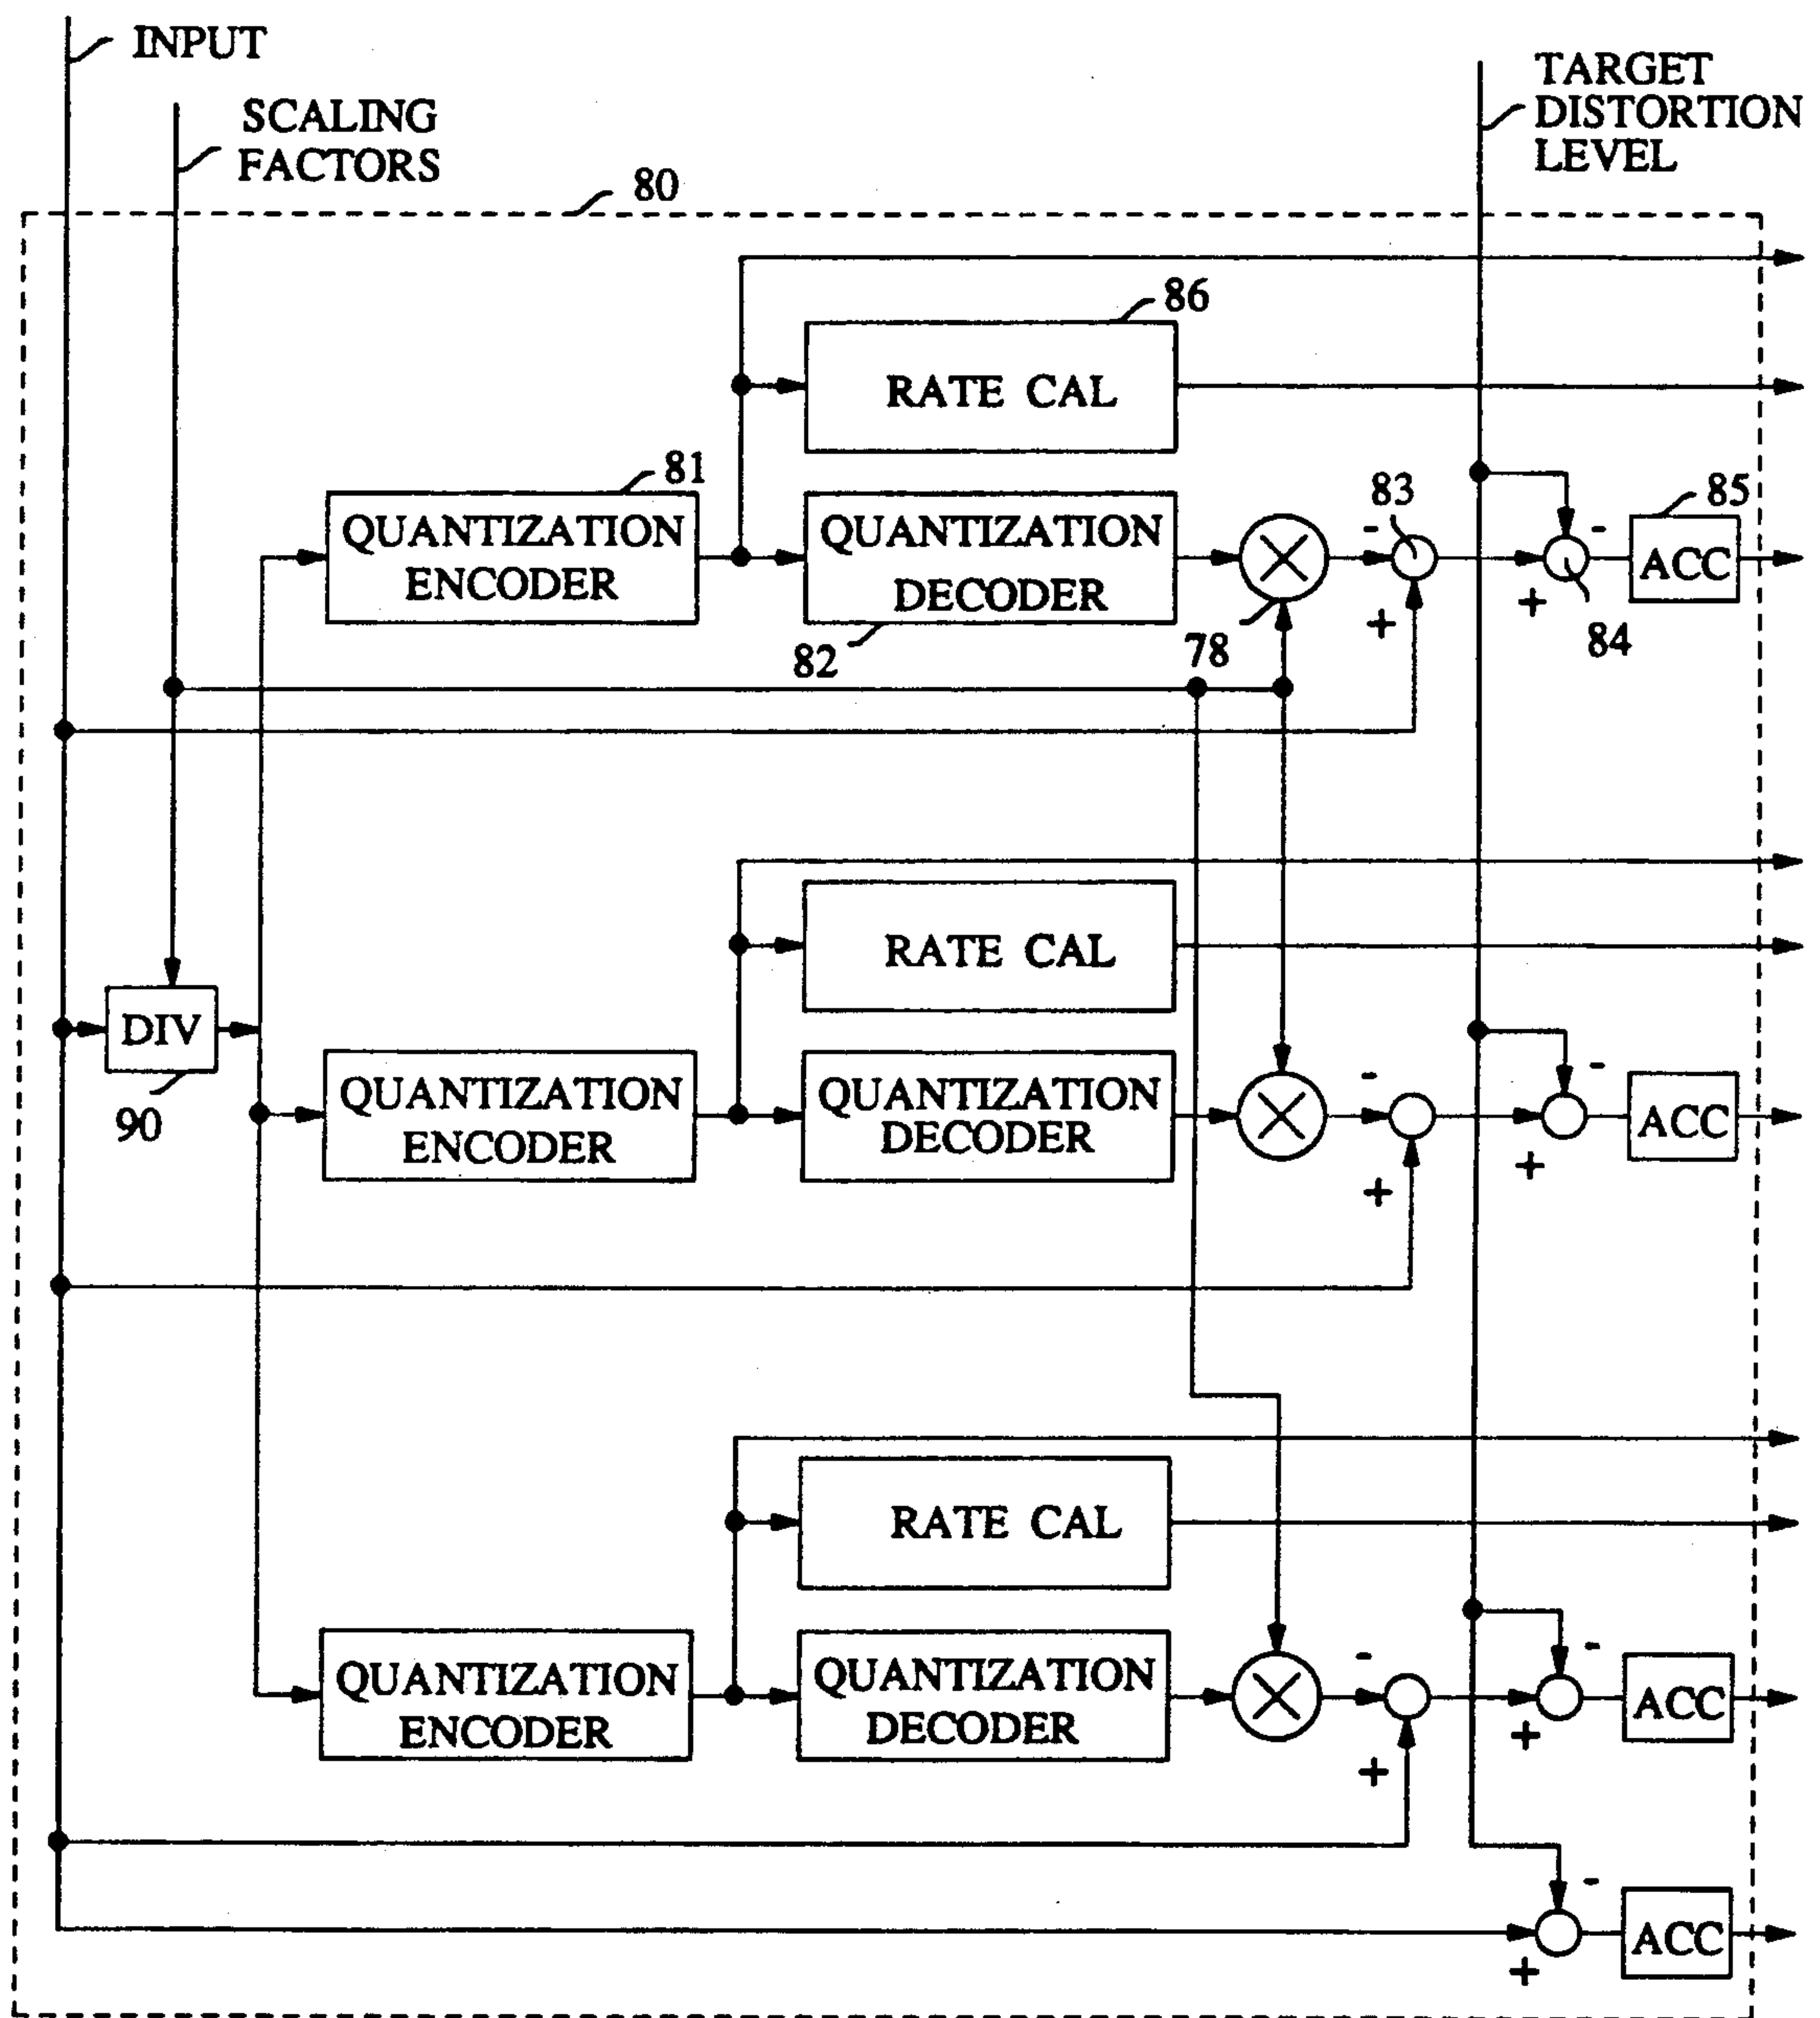 INPUT
SCALING
FACTORS
TARGET
DISTORTION
LEVEL
80
86
RATE CAL
81
QUANTIZATION
ENCODER
QUANTIZATION
DECODER
82
78
-
83
+
-
+
84
85
ACC
RATE CAL
DIV
90
QUANTIZATION
ENCODER
QUANTIZATION
DECODER
-
+
-
+
ACC
RATE CAL
QUANTIZATION
ENCODER
QUANTIZATION
DECODER
-
+
-
+
ACC
-
+
ACC